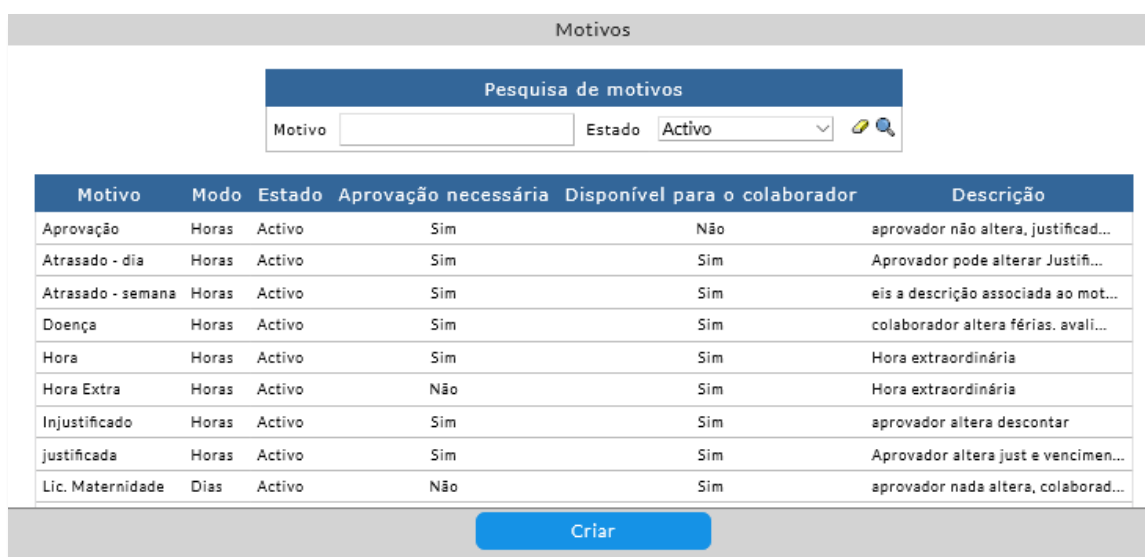 Motivos
Pesquisa de motivos
Motivo Estado Activo
Motivo Modo Estado Aprovação necessária Disponível para o colaborador Descrição
Aprovação Horas Activo Sim Não aprovador não altera, justificad...
Atrasado - dia Horas Activo Sim Sim Aprovador pode alterar Justifi...
Atrasado - semana Horas Activo Sim Sim eis a descrição associada ao mot...
Doença Horas Activo Sim Sim colaborador altera férias. avali...
Hora Horas Activo Sim Sim Hora extraordinária
Hora Extra Horas Activo Não Sim Hora extraordinária
Injustificado Horas Activo Sim Sim aprovador altera descontar
justificada Horas Activo Sim Sim Aprovador altera just e vencimen...
Lic. Maternidade Dias Activo Não Sim aprovador nada altera, colaborad...
Criar